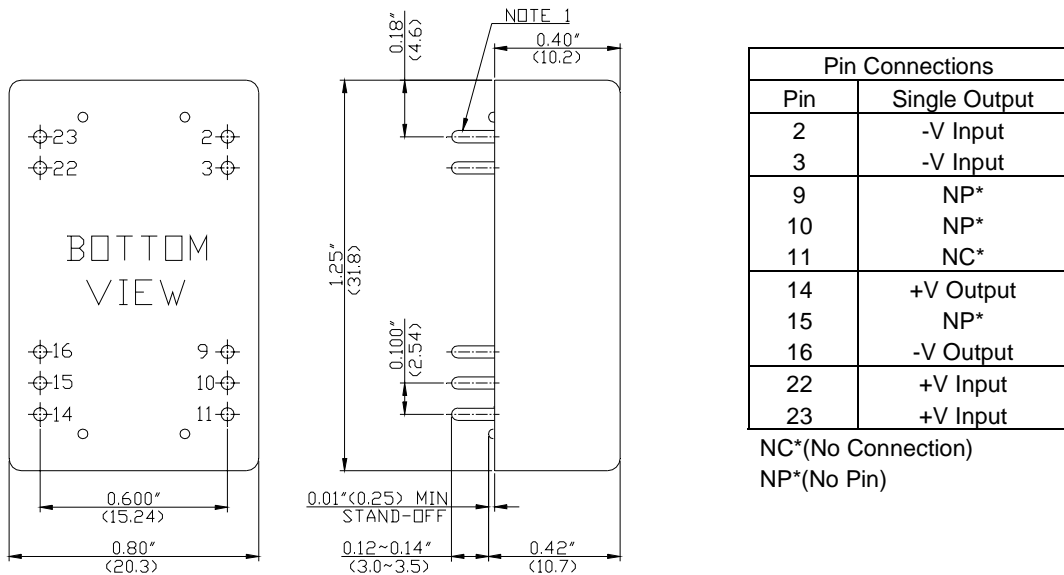 NOTE 1
0.18"
(4.6)
0.40"
(10.2)
23
2
22
3
BOTTOM
VIEW
1.25"
(31.8)
16
9
15
10
14
11
0.100"
(2.54)
0.600"
(15.24)
0.80"
(20.3)
0.01"(0.25) MIN
STAND-OFF
0.12~0.14"
(3.0~3.5)
0.42"
(10.7)
Pin Connections
Pin Single Output
2 -V Input
3 -V Input
9 NP*
10 NP*
11 NC*
14 +V Output
15 NP*
16 -V Output
22 +V Input
23 +V Input
NC*(No Connection)
NP*(No Pin)